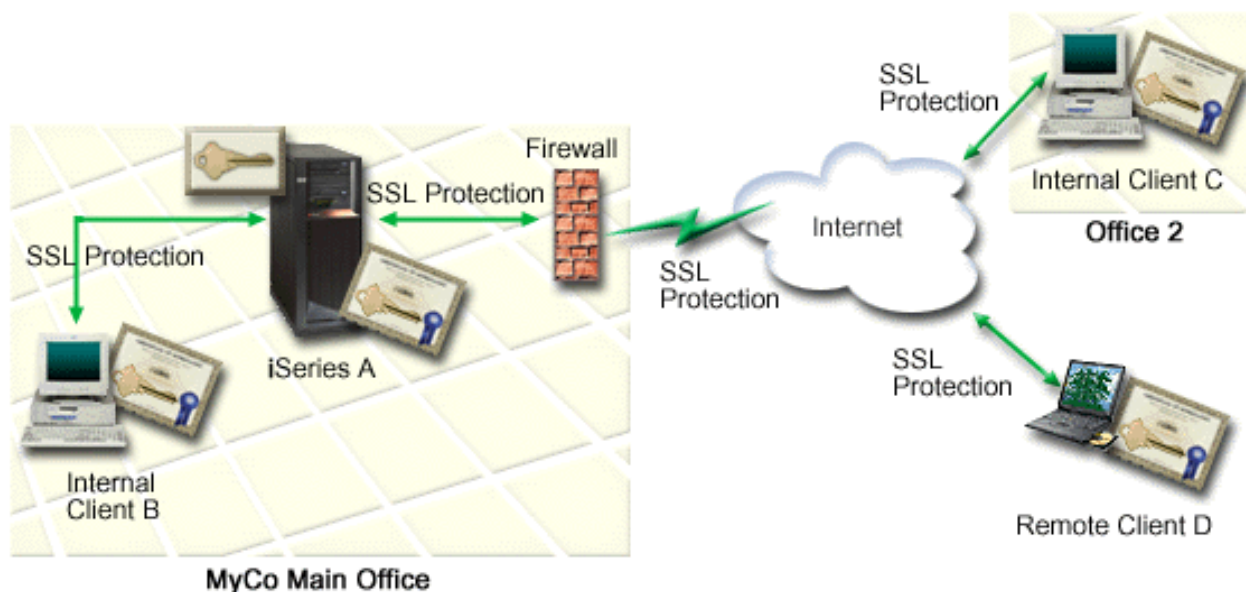 SSL Protection
iSeries A
SSL Protection
Firewall
Internal
Client B
MyCo Main Office
SSL
Protection
Internet
SSL
Protection
Internal Client C
Office 2
SSL
Protection
Remote Client D